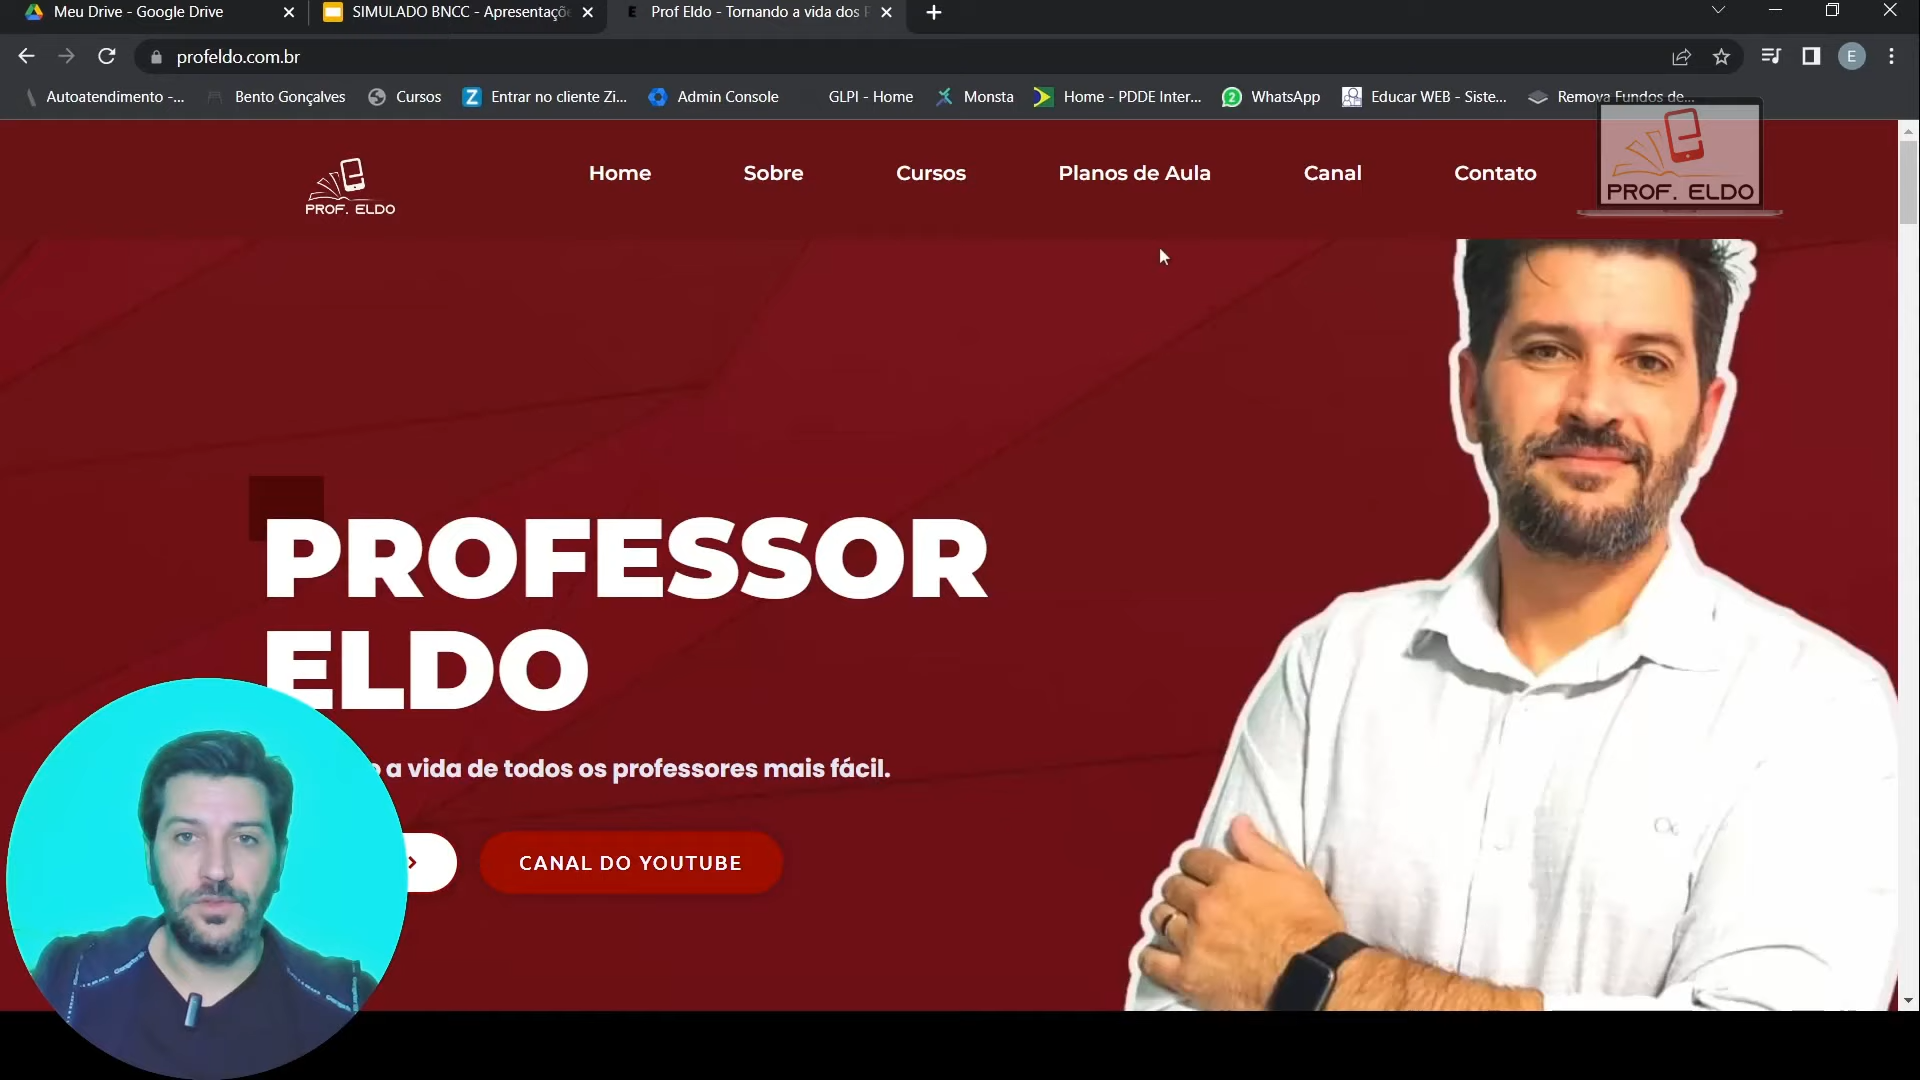 Meu Drive - Google Drive
SIMULADO BNCC - Apresentaçõe
Prof Eldo - Tornando a vida dos
profeldo.com.br
E
Autoatendimento -...
Bento Gonçalves
Cursos
Entrar no cliente Zi...
Admin Console
GLPI - Home
Monsta
Home - PDDE Inter...
WhatsApp
Educar WEB - Siste...
Remova Fundos de...
PROF. ELDO
Home
Sobre
Cursos
Planos de Aula
Canal
Contato
PROF. ELDO
PROFESSOR
ELDO
a vida de todos os professores mais fácil.
CANAL DO YOUTUBE